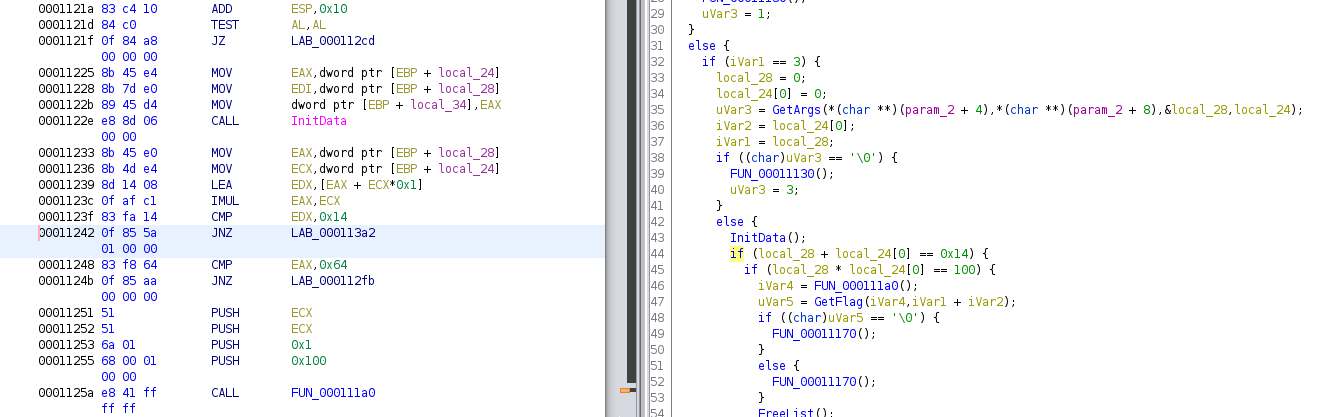 0001121a 83 c4 10 ADD ESP,0x10
0001121d 84 c0 TEST AL,AL
0001121f 0f 84 a8 JZ LAB_000112cd
00 00 00
00011225 8b 45 e4 MOV EAX,dword ptr [EBP + local_24]
00011228 8b 7d e0 MOV EDI,dword ptr [EBP + local_28]
0001122b 89 45 d4 MOV dword ptr [EBP + local_34],EAX
0001122e e8 8d 06 CALL InitData
00 00
00011233 8b 45 e0 MOV EAX,dword ptr [EBP + local_28]
00011236 8b 4d e4 MOV ECX,dword ptr [EBP + local_24]
00011239 8d 14 08 LEA EDX,[EAX + ECX*0x1]
0001123c 0f af c1 IMUL EAX,ECX
0001123f 83 fa 14 CMP EDX,0x14
00011242 0f 85 5a JNZ LAB_000113a2
01 00 00
00011248 83 f8 64 CMP EAX,0x64
0001124b 0f 85 aa JNZ LAB_000112fb
00 00 00
00011251 51 PUSH ECX
00011252 51 PUSH ECX
00011253 6a 01 PUSH 0x1
00011255 68 00 01 PUSH 0x100
00 00
0001125a e8 41 ff CALL FUN_000111a0
ff ff
29 uVar3 = 1;
30 }
31 else {
32 if (iVar1 == 3) {
33 local_28 = 0;
34 local_24[0] = 0;
35 uVar3 = GetArgs(*(char **)(param_2 + 4),*(char **)(param_2 + 8),&local_28,local_24);
36 iVar2 = local_24[0];
37 iVar1 = local_28;
38 if ((char)uVar3 == '\0') {
39 FUN_00011130();
40 uVar3 = 3;
41 }
42 else {
43 InitData();
44 if (local_28 + local_24[0] == 0x14) {
45 if (local_28 * local_24[0] == 100) {
46 iVar4 = FUN_000111a0();
47 uVar5 = GetFlag(iVar4,iVar1 + iVar2);
48 if ((char)uVar5 == '\0') {
49 FUN_00011170();
50 }
51 else {
52 FUN_00011170();
53 }
54 FreeList();